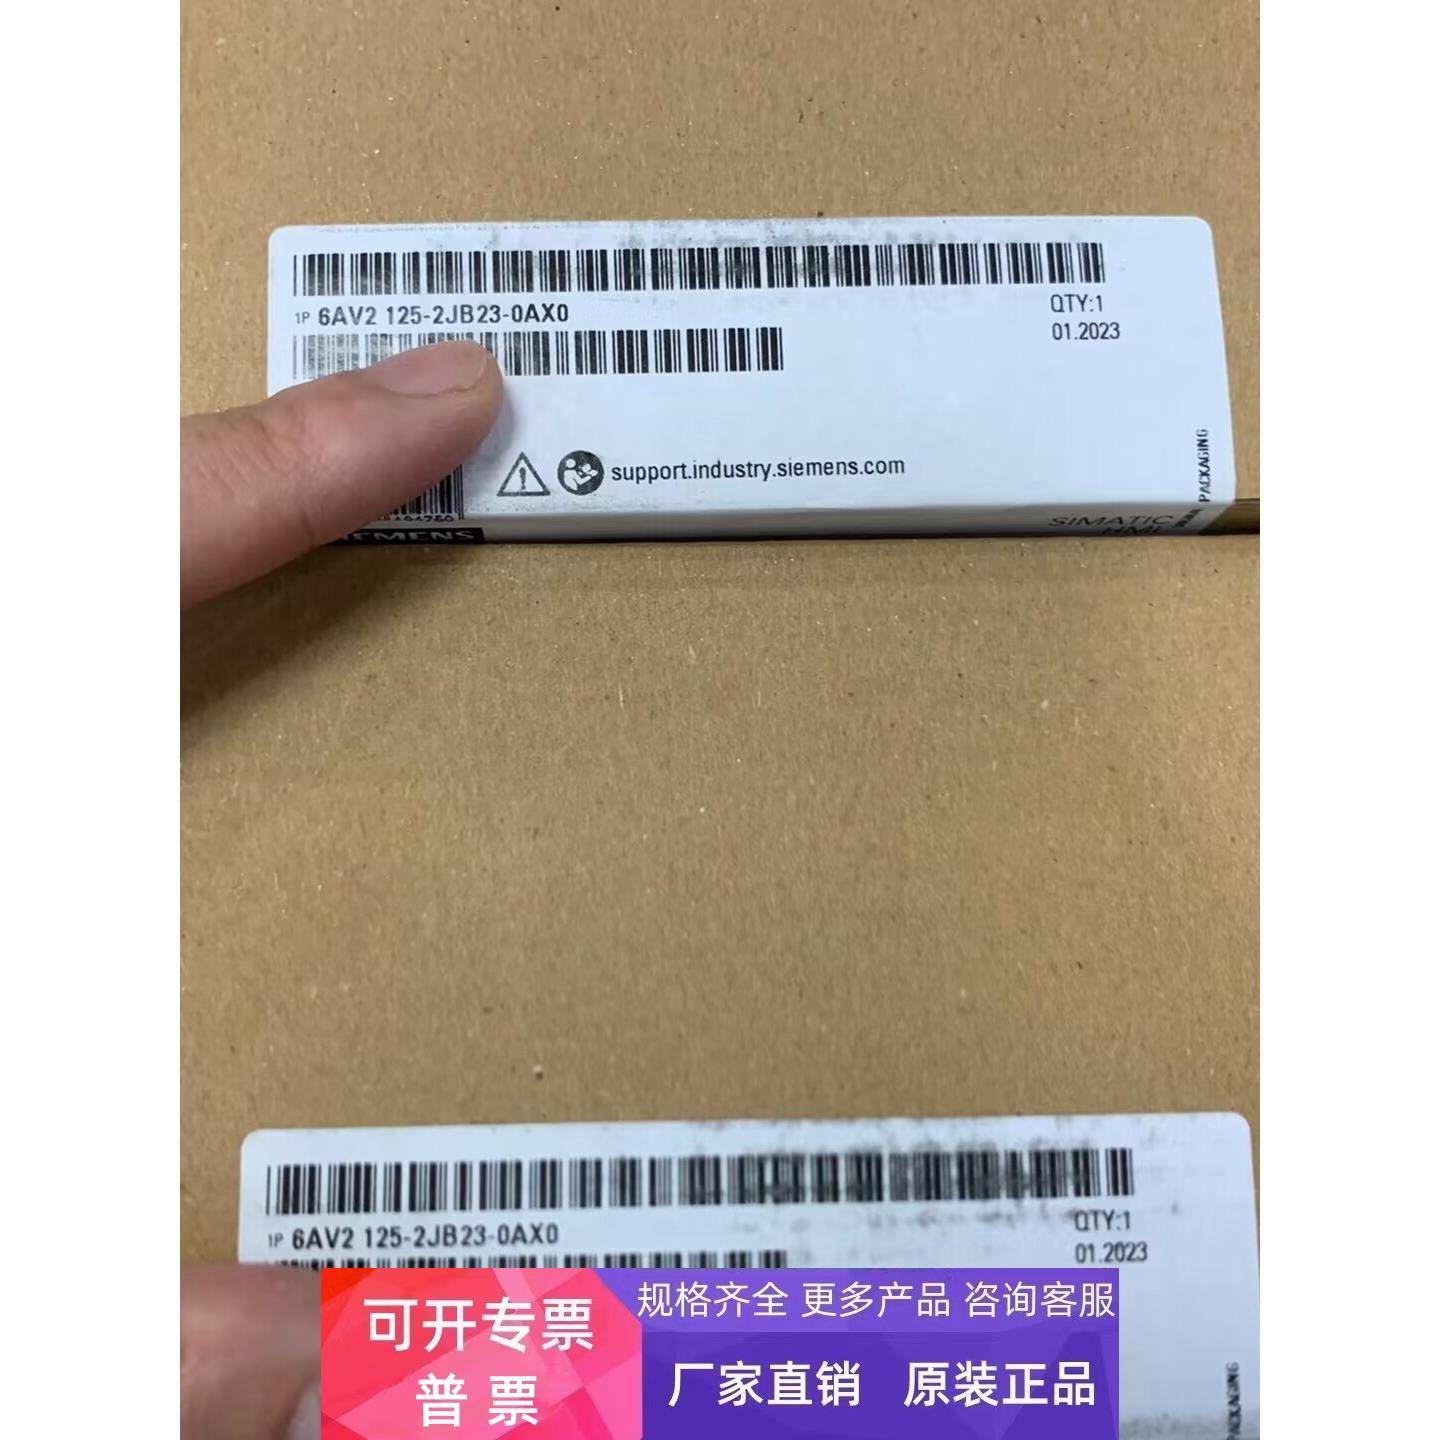 1P 6AV2 125-2JB23-0AX0
QTY:1
01.2023
support.industry.siemens.com
PACKAGING
SIEMENS
SIMATIC
HMI
1P 6AV2 125-2JB23-0AX0
QTY:1
01.2023
PACKAGING
可开专票
普票
规格齐全 更多产品 咨询客服
厂家直销 原装正品